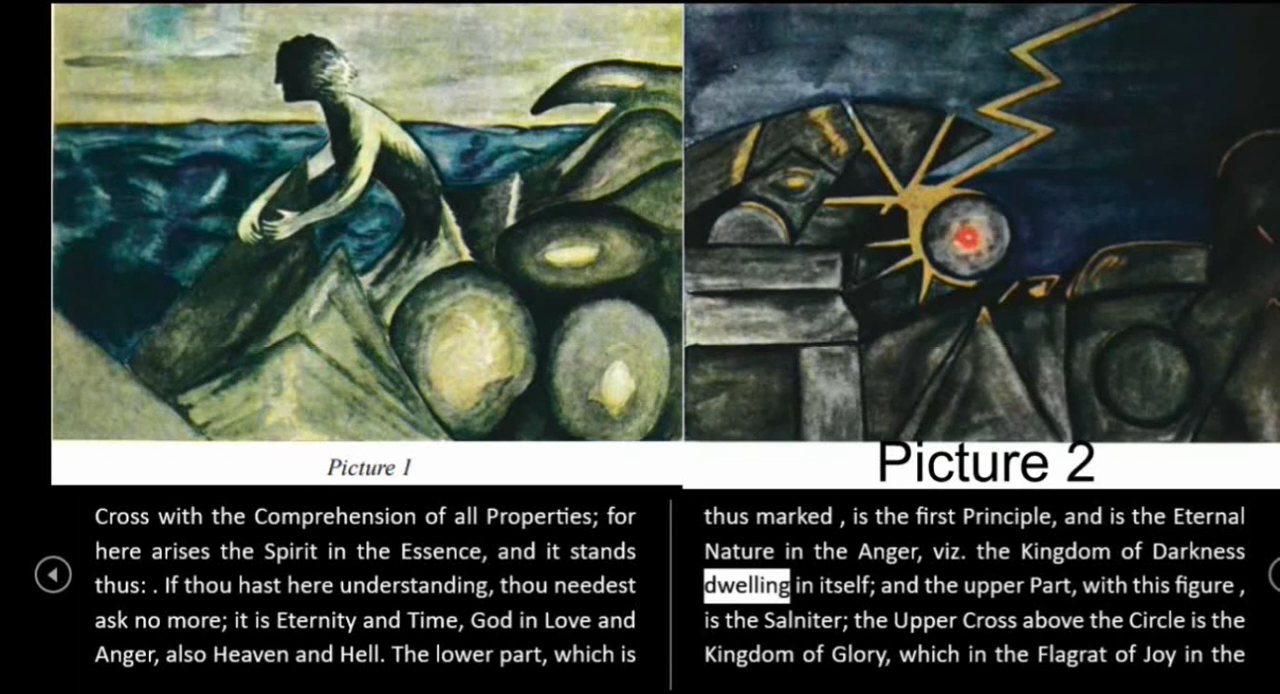 Picture 1
Picture 2
Cross with the Comprehension of all Properties; for
here arises the Spirit in the Essence, and it stands
thus: . If thou hast here understanding, thou needest
ask no more; it is Eternity and Time, God in Love and
Anger, also Heaven and Hell. The lower part, which is
thus marked , is the first Principle, and is the Eternal
Nature in the Anger, viz. the Kingdom of Darkness
dwelling in itself; and the upper Part, with this figure ,
is the Salniter; the Upper Cross above the Circle is the
Kingdom of Glory, which in the Flagrat of Joy in the